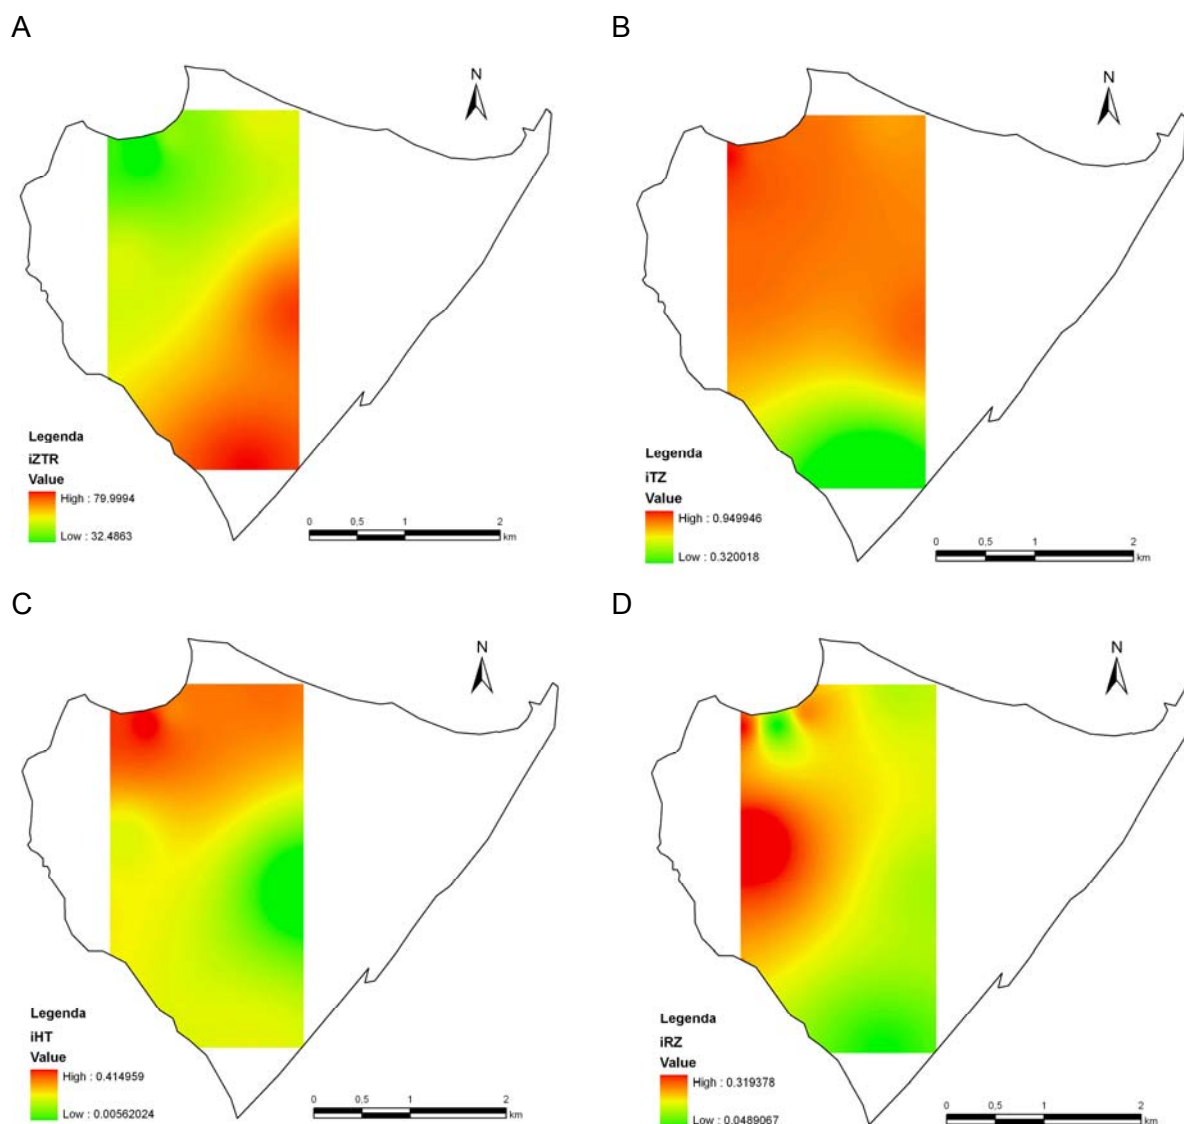 A
N
Legenda
iZTR
Value
High : 79.9994
Low : 32.4863
0 0.5 1 2
km
B
N
Legenda
iTZ
Value
High : 0.949946
Low : 0.320018
0 0.5 1 2
km
C
N
Legenda
iHT
Value
High : 0.414959
Low : 0.00562024
0 0.5 1 2
km
D
N
Legenda
iRZ
Value
High : 0.319378
Low : 0.0489067
0 0.5 1 2
km